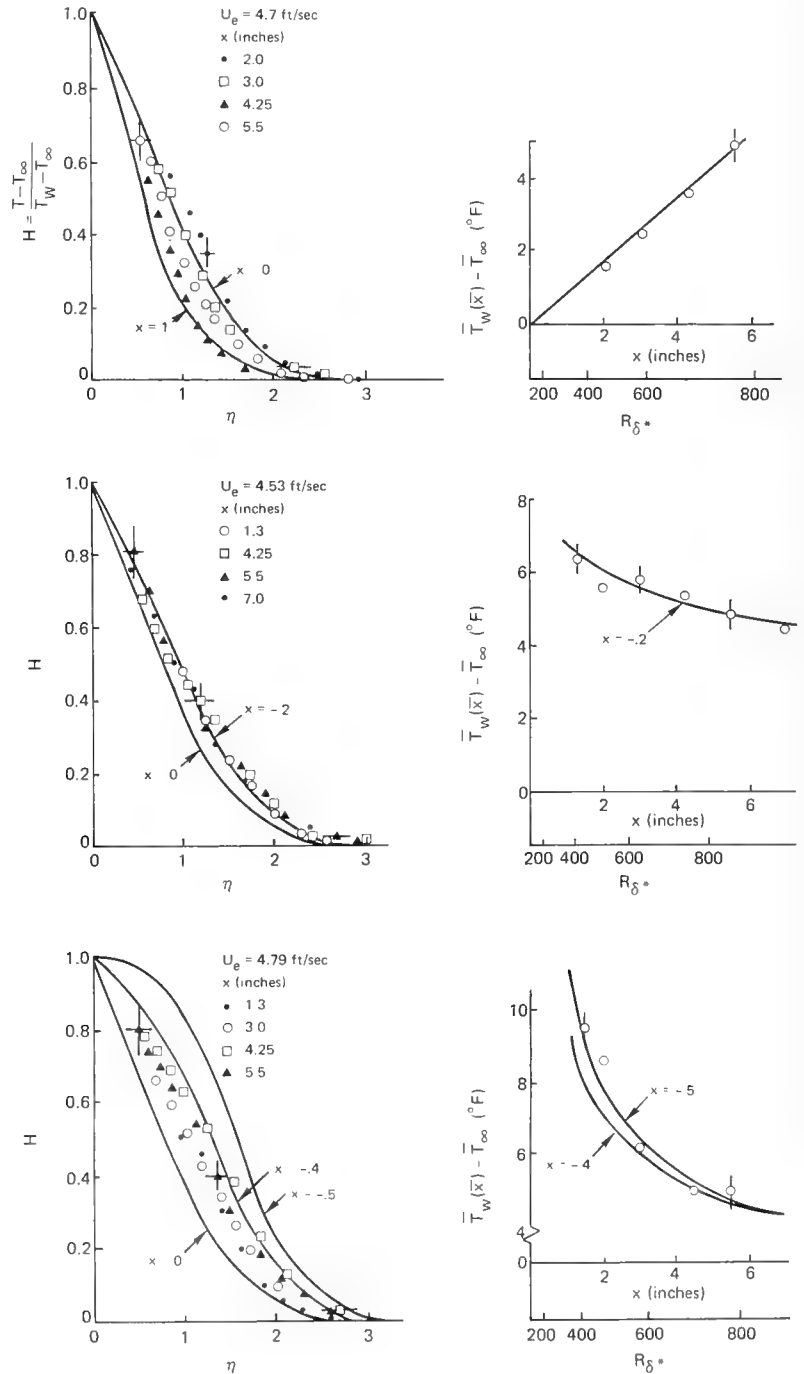 U_e = 4.7 ft/sec
x (inches)
• 2.0
□ 3.0
▲ 4.25
○ 5.5
1.0
0.8
0.6
0.4
0.2
0
H = T−T∞ / T_W−T∞
x 0
x = 1
0 1 2 3
η
4
2
0
T̅_W(x̅) − T̅∞ (°F)
2 4 6
x (inches)
200 400 600 800
R_δ*
U_e = 4.53 ft/sec
x (inches)
○ 1.3
□ 4.25
▲ 5 5
• 7.0
1.0
0.8
0.6
0.4
0.2
0
H
x = −2
x 0
0 1 2 3
η
8
6
4
2
0
T̅_W(x̅) − T̅∞ (°F)
x = −.2
2 4 6
x (inches)
200 400 600 800
R_δ*
U_e = 4.79 ft/sec
x (inches)
• 1 3
○ 3 0
□ 4.25
▲ 5 5
1.0
0.8
0.6
0.4
0.2
0
H
x −.4
x − −.5
x 0
0 1 2 3
η
10
8
6
4
0
T̅_W(x̅) − T̅∞ (°F)
x = −5
x = −4
2 4 6
x (inches)
200 400 600 800
R_δ*